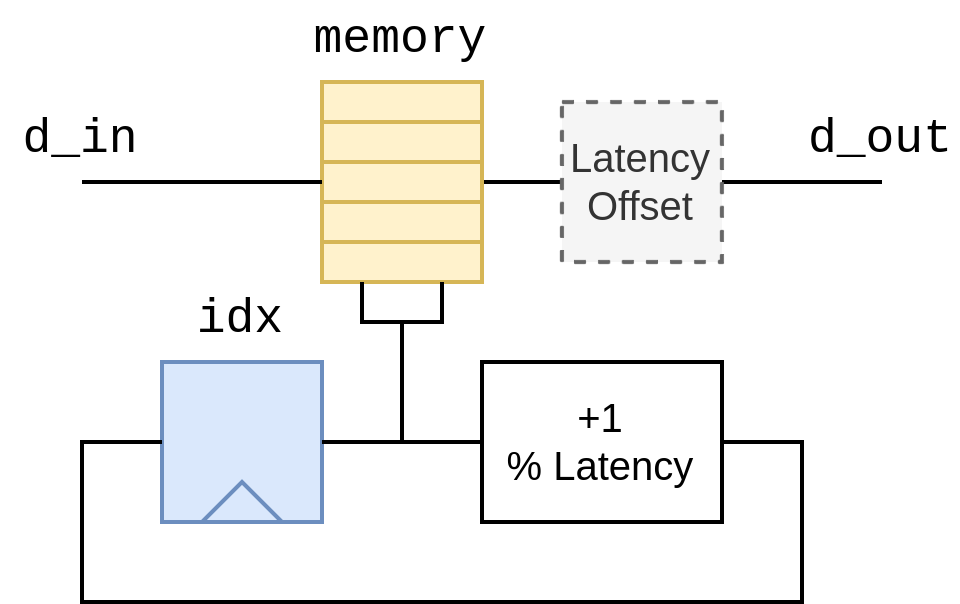 memory
d_in
Latency
Offset
d_out
idx
+1
% Latency